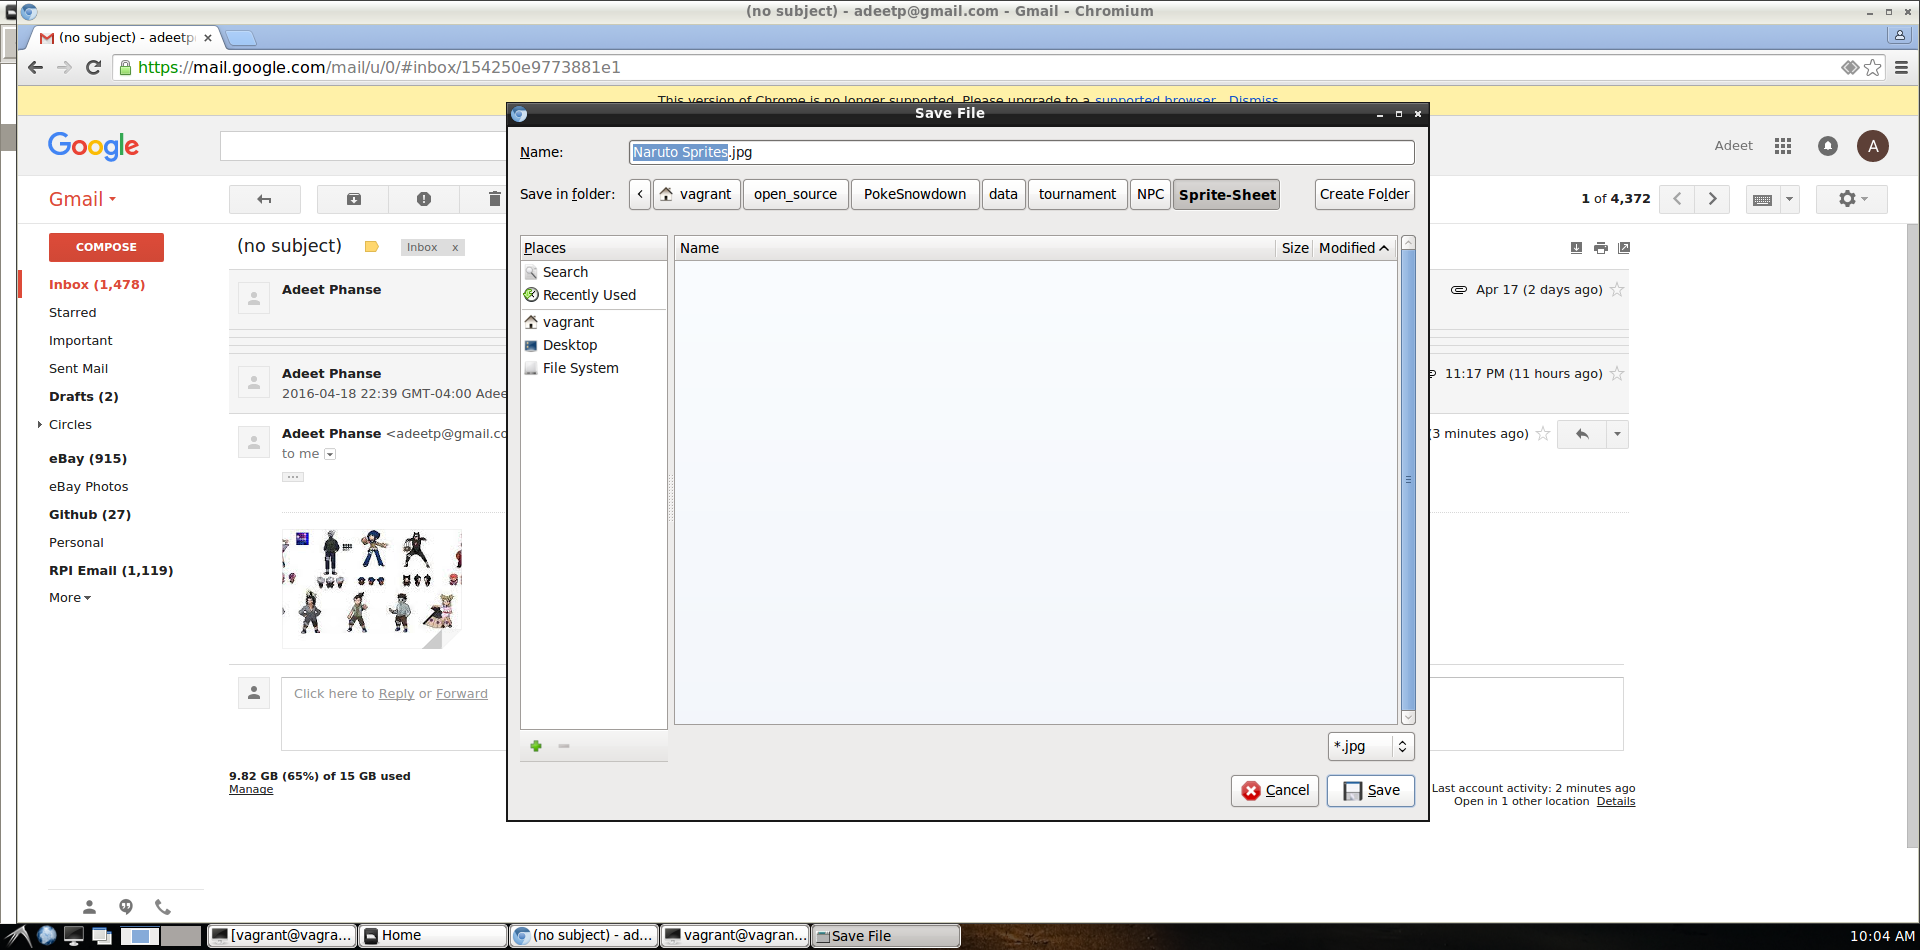 (no subject) - adeetp@gmail.com - Gmail - Chromium
(no subject) - adeetp
https://mail.google.com/mail/u/0/#inbox/154250e9773881e1
This version of Chrome is no longer supported. Please upgrade to a supported browser. Dismiss
Save File
Name: Naruto Sprites.jpg
Save in folder: < vagrant open_source PokeSnowdown data tournament NPC Sprite-Sheet Create Folder
Places
Search
Recently Used
vagrant
Desktop
File System
Name Size Modified
*.jpg
Cancel Save
Google
Adeet A
Gmail
1 of 4,372
COMPOSE
Inbox (1,478)
Starred
Important
Sent Mail
Drafts (2)
Circles
eBay (915)
eBay Photos
Github (27)
Personal
RPI Email (1,119)
More
(no subject) Inbox x
Adeet Phanse Apr 17 (2 days ago)
Adeet Phanse 11:17 PM (11 hours ago)
2016-04-18 22:39 GMT-04:00 Adee
Adeet Phanse <adeetp@gmail.co (3 minutes ago)
to me
...
Click here to Reply or Forward
9.82 GB (65%) of 15 GB used
Manage
Last account activity: 2 minutes ago
Open in 1 other location Details
[vagrant@vagra... Home (no subject) - ad... vagrant@vagran... Save File 10:04 AM